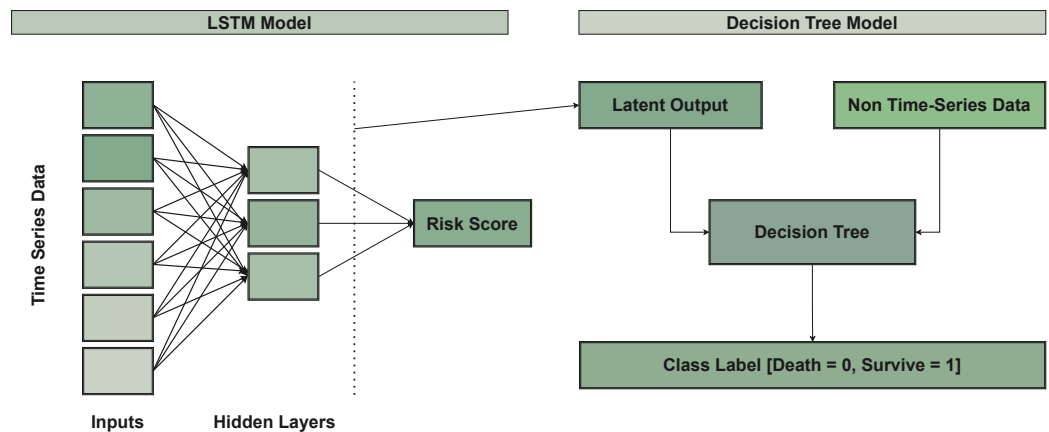 LSTM Model
Decision Tree Model
Time Series Data
Latent Output
Non Time-Series Data
Risk Score
Decision Tree
Class Label [Death = 0, Survive = 1]
Inputs
Hidden Layers